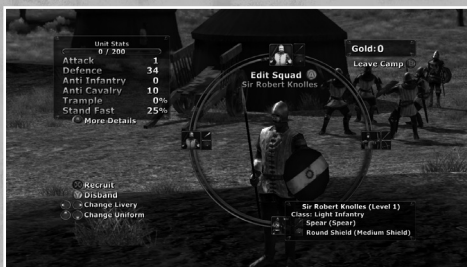 Unit Stats
0 / 200
Attack 1
Defence 34
Anti Infantry 0
Anti Cavalry 10
Trample 0%
Stand Fast 25%
More Details
Edit Squad
Sir Robert Knolles
Gold:0
Leave Camp
Recruit
Disband
Change Livery
Change Uniform
Sir Robert Knolles (Level 1)
Class: Light Infantry
Spear (Spear)
Round Shield (Medium Shield)